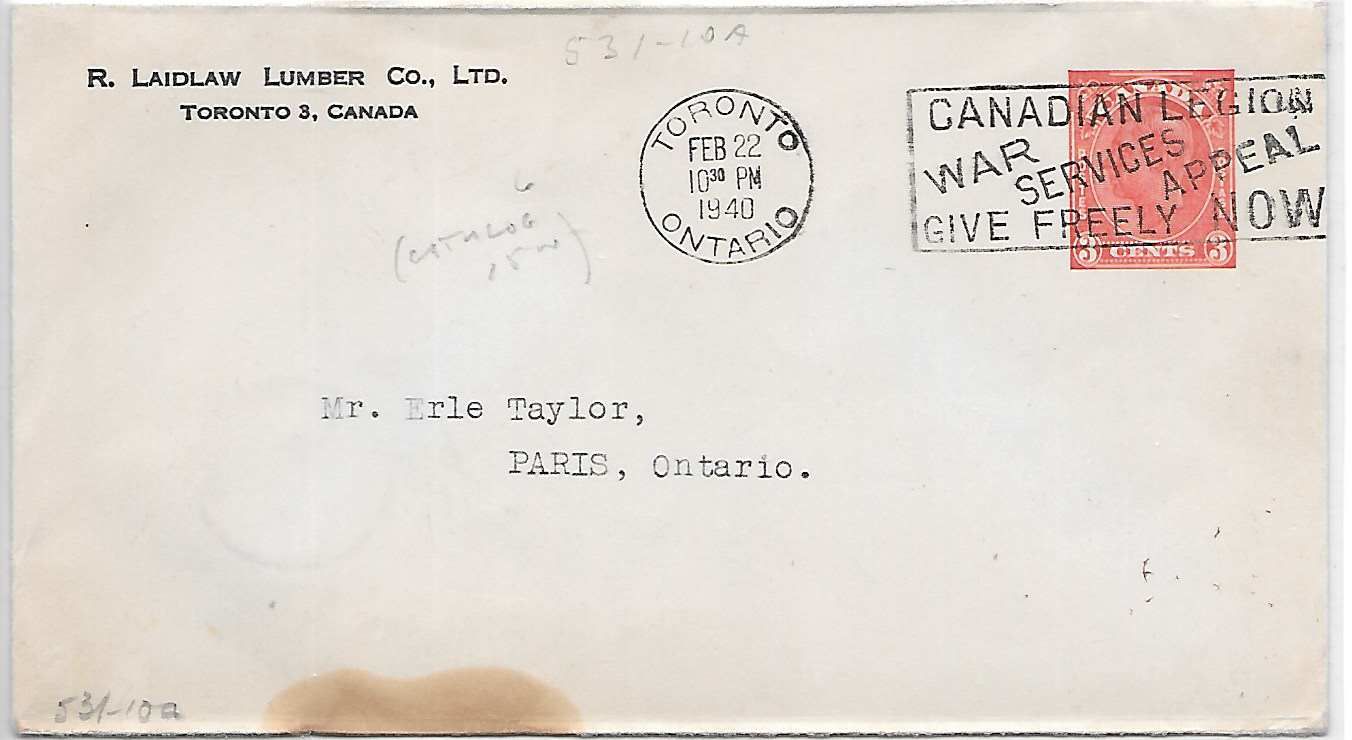 531-10A
R. LAIDLAW LUMBER CO., LTD.
TORONTO 3, CANADA
TORONTO
FEB 22
10 30 PM
1940
ONTARIO
CANADIAN LEGION
WAR SERVICES APPEAL
GIVE FREELY NOW
CANADA
3 CENTS 3
Mr. Erle Taylor,
PARIS, Ontario.
531-10a